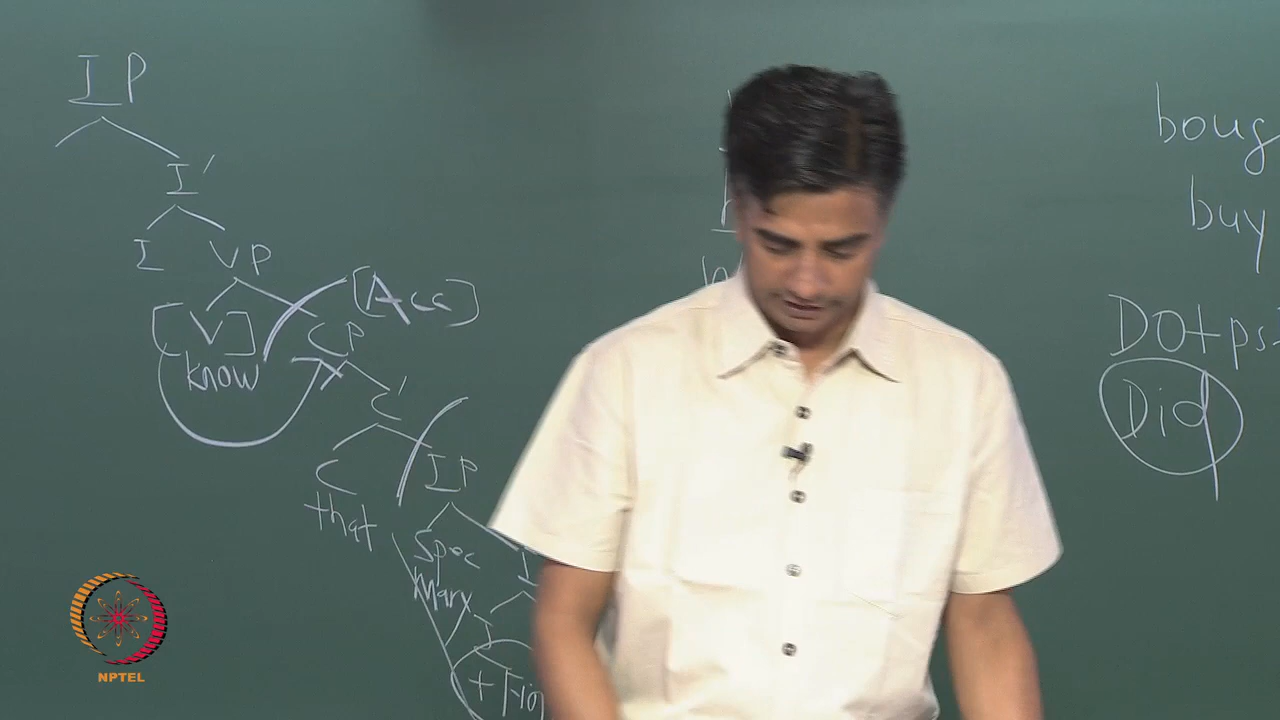 IP
I'
I VP
[V] [Acc]
know CP
C'
C IP
that
Spec I
Mary
I
boug
buy
DO+ps
Did
NPTEL